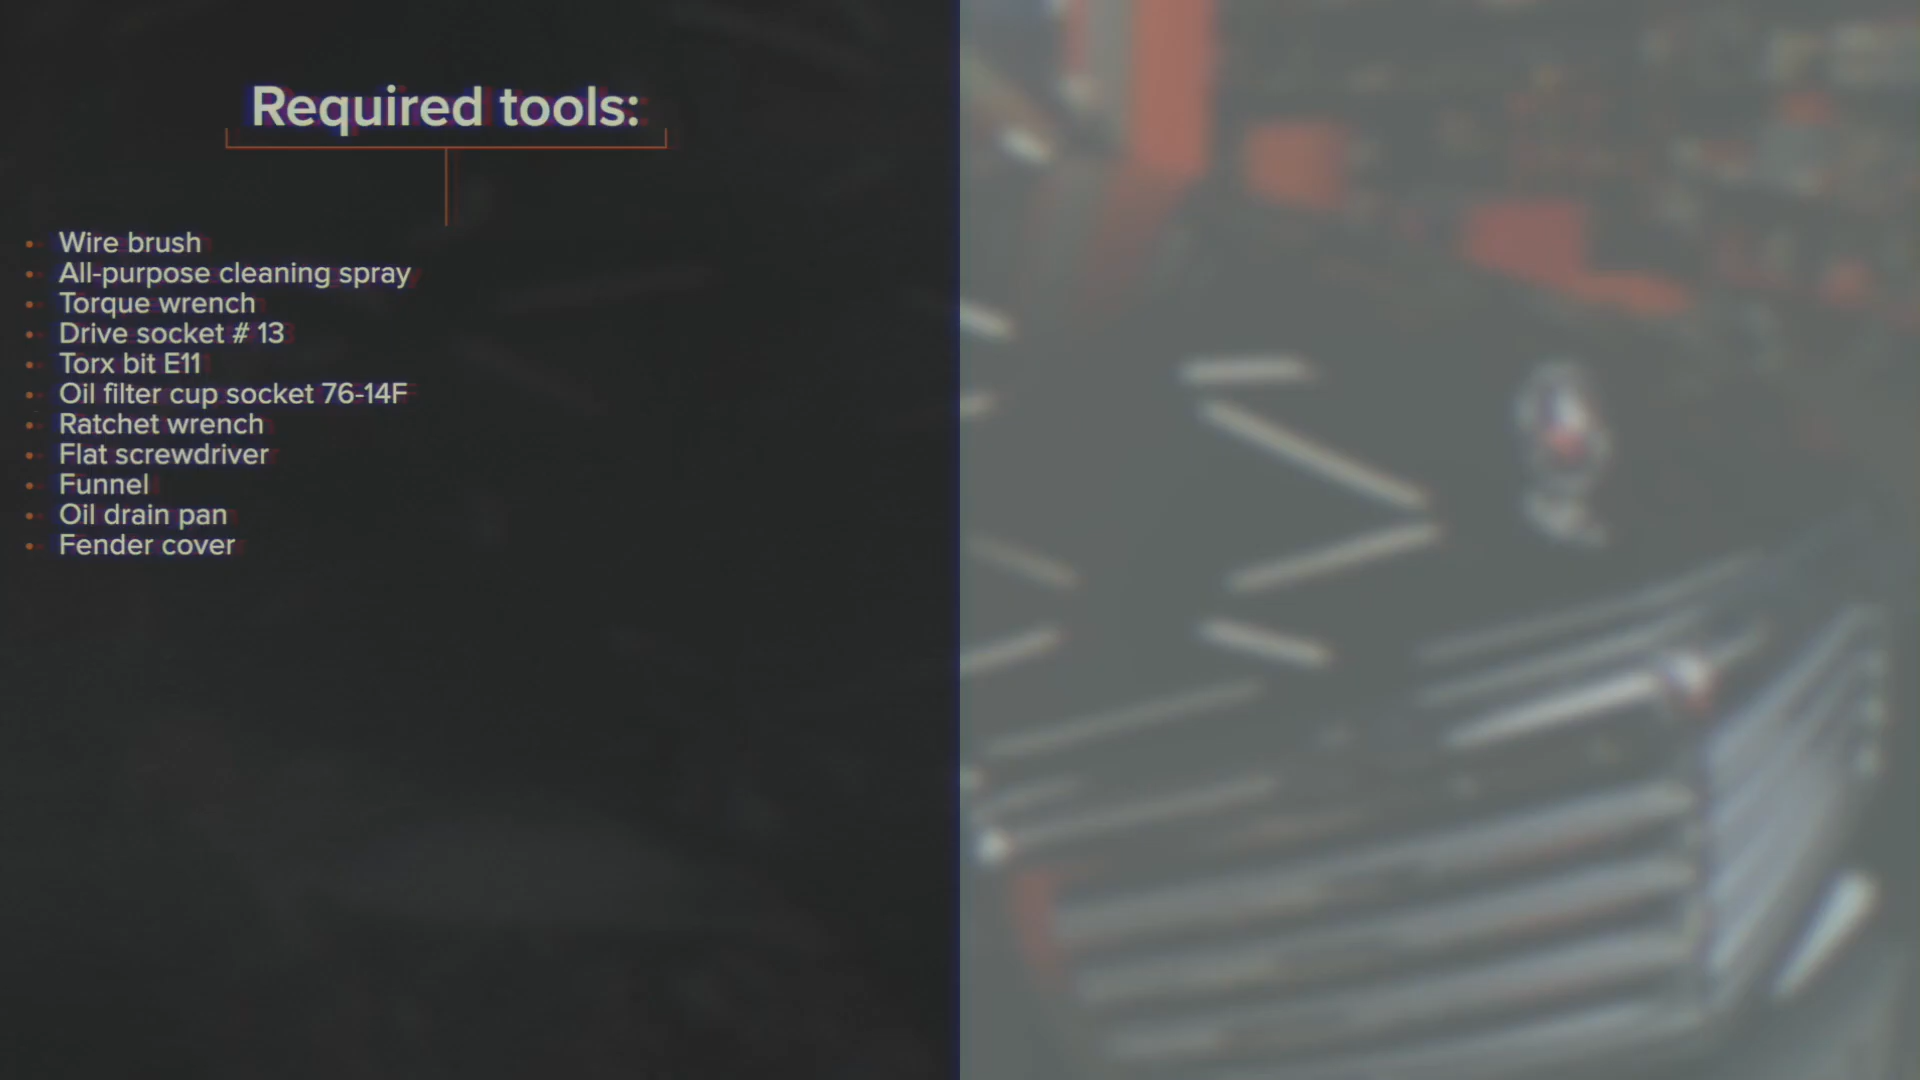 Required tools:
Wire brush
All-purpose cleaning spray
Torque wrench
Drive socket # 13
Torx bit E11
Oil filter cup socket 76-14F
Ratchet wrench
Flat screwdriver
Funnel
Oil drain pan
Fender cover